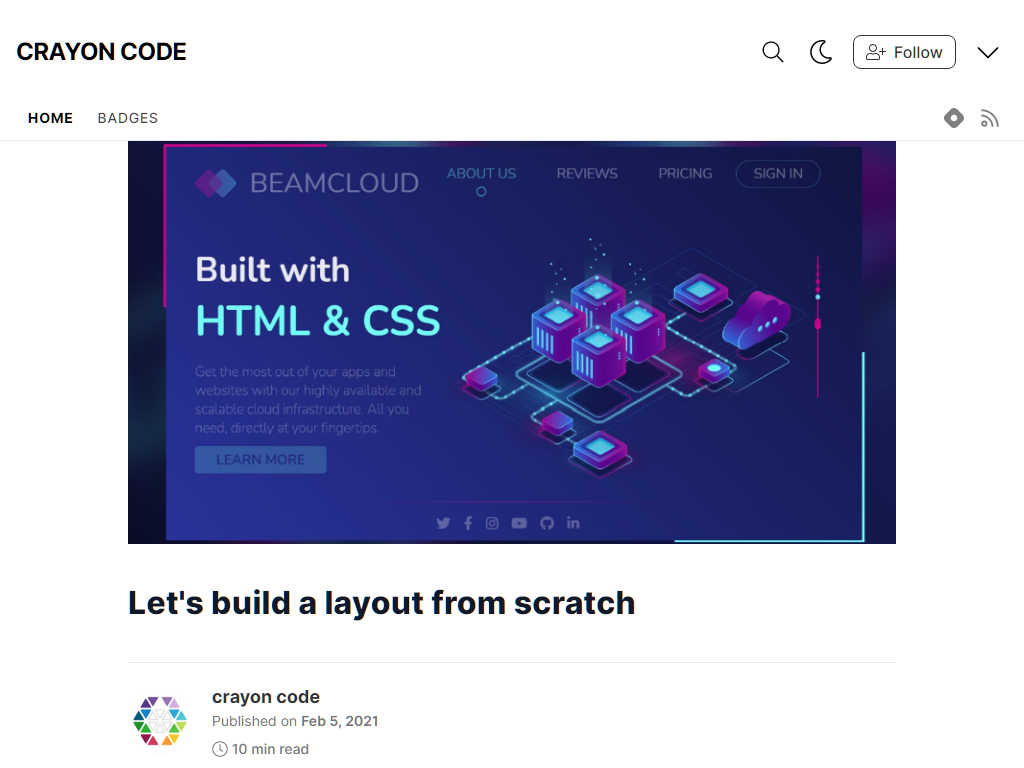 CRAYON CODE
Follow
HOME BADGES
BEAMCLOUD
ABOUT US REVIEWS PRICING SIGN IN
Built with
HTML & CSS
Get the most out of your apps and
websites with our highly available and
scalable cloud infrastructure. All you
need, directly at your fingertips.
LEARN MORE
Let's build a layout from scratch
crayon code
Published on Feb 5, 2021
10 min read